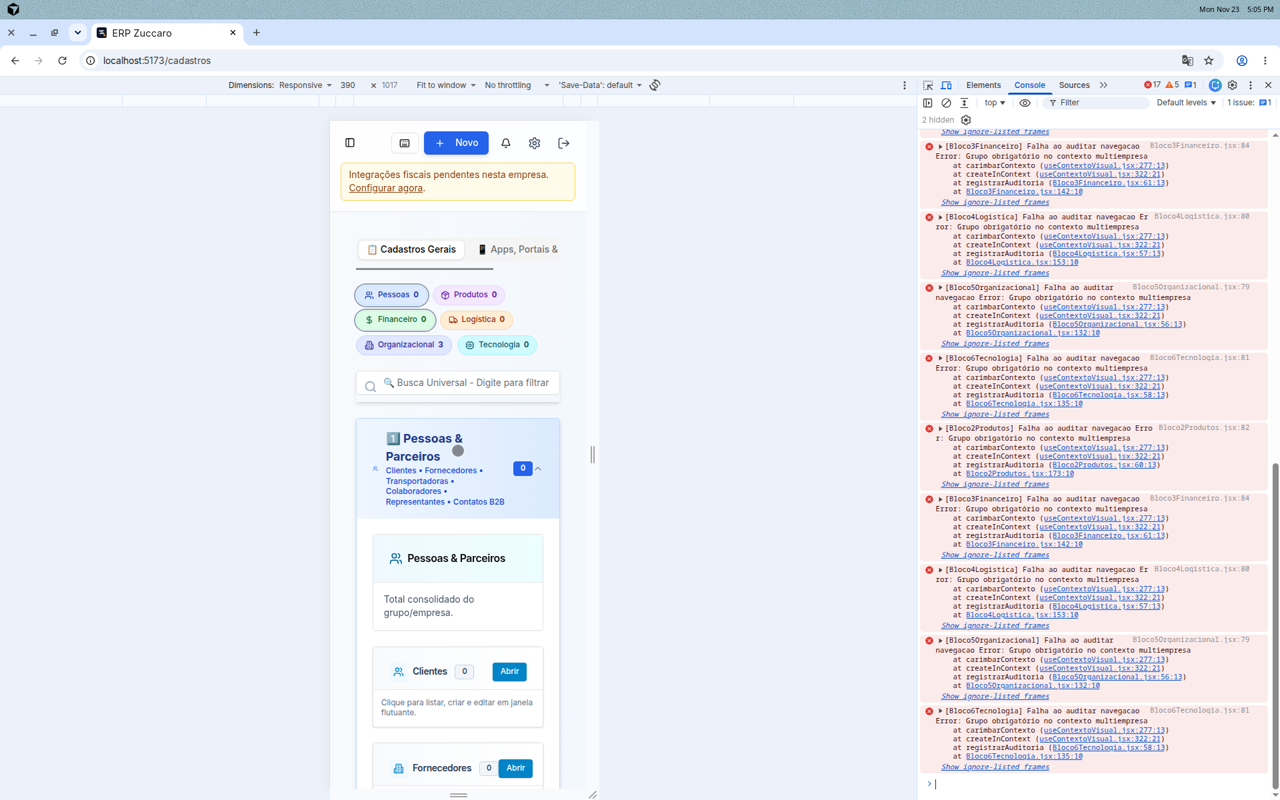 Mon Nov 23 5:05 PM
ERP Zuccaro
localhost:5173/cadastros
Dimensions: Responsive 390 × 1017 Fit to window No throttling 'Save-Data': default
Novo
Integrações fiscais pendentes nesta empresa.
Configurar agora.
📋 Cadastros Gerais 📱 Apps, Portais &
Pessoas 0 Produtos 0
Financeiro 0 Logística 0
Organizacional 3 Tecnologia 0
🔍 Busca Universal - Digite para filtrar
1️⃣ Pessoas &
Parceiros
Clientes • Fornecedores •
Transportadoras •
Colaboradores •
Representantes • Contatos B2B
0
Pessoas & Parceiros
Total consolidado do
grupo/empresa.
Clientes 0 Abrir
Clique para listar, criar e editar em janela
flutuante.
Fornecedores 0 Abrir
Elements Console Sources 17 5 1
top Filter Default levels 1 Issue: 1
2 hidden
Show ignore-listed frames
[Bloco3Financeiro] Falha ao auditar navegacao Bloco3Financeiro.jsx:84
Error: Grupo obrigatório no contexto multiempresa
at carimbarContexto (useContextoVisual.jsx:277:13)
at createInContext (useContextoVisual.jsx:322:21)
at registrarAuditoria (Bloco3Financeiro.jsx:61:13)
at Bloco3Financeiro.jsx:142:10
Show ignore-listed frames
[Bloco4Logistica] Falha ao auditar navegacao Er Bloco4Logistica.jsx:80
ror: Grupo obrigatório no contexto multiempresa
at carimbarContexto (useContextoVisual.jsx:277:13)
at createInContext (useContextoVisual.jsx:322:21)
at registrarAuditoria (Bloco4Logistica.jsx:57:13)
at Bloco4Logistica.jsx:153:10
Show ignore-listed frames
[Bloco5Organizacional] Falha ao auditar Bloco5Organizacional.jsx:79
navegacao Error: Grupo obrigatório no contexto multiempresa
at carimbarContexto (useContextoVisual.jsx:277:13)
at createInContext (useContextoVisual.jsx:322:21)
at registrarAuditoria (Bloco5Organizacional.jsx:56:13)
at Bloco5Organizacional.jsx:132:10
Show ignore-listed frames
[Bloco6Tecnologia] Falha ao auditar navegacao Bloco6Tecnologia.jsx:81
Error: Grupo obrigatório no contexto multiempresa
at carimbarContexto (useContextoVisual.jsx:277:13)
at createInContext (useContextoVisual.jsx:322:21)
at registrarAuditoria (Bloco6Tecnologia.jsx:58:13)
at Bloco6Tecnologia.jsx:135:10
Show ignore-listed frames
[Bloco2Produtos] Falha ao auditar navegacao Erro Bloco2Produtos.jsx:82
r: Grupo obrigatório no contexto multiempresa
at carimbarContexto (useContextoVisual.jsx:277:13)
at createInContext (useContextoVisual.jsx:322:21)
at registrarAuditoria (Bloco2Produtos.jsx:60:13)
at Bloco2Produtos.jsx:173:10
Show ignore-listed frames
[Bloco3Financeiro] Falha ao auditar navegacao Bloco3Financeiro.jsx:84
Error: Grupo obrigatório no contexto multiempresa
at carimbarContexto (useContextoVisual.jsx:277:13)
at createInContext (useContextoVisual.jsx:322:21)
at registrarAuditoria (Bloco3Financeiro.jsx:61:13)
at Bloco3Financeiro.jsx:142:10
Show ignore-listed frames
[Bloco4Logistica] Falha ao auditar navegacao Er Bloco4Logistica.jsx:80
ror: Grupo obrigatório no contexto multiempresa
at carimbarContexto (useContextoVisual.jsx:277:13)
at createInContext (useContextoVisual.jsx:322:21)
at registrarAuditoria (Bloco4Logistica.jsx:57:13)
at Bloco4Logistica.jsx:153:10
Show ignore-listed frames
[Bloco5Organizacional] Falha ao auditar Bloco5Organizacional.jsx:79
navegacao Error: Grupo obrigatório no contexto multiempresa
at carimbarContexto (useContextoVisual.jsx:277:13)
at createInContext (useContextoVisual.jsx:322:21)
at registrarAuditoria (Bloco5Organizacional.jsx:56:13)
at Bloco5Organizacional.jsx:132:10
Show ignore-listed frames
[Bloco6Tecnologia] Falha ao auditar navegacao Bloco6Tecnologia.jsx:81
Error: Grupo obrigatório no contexto multiempresa
at carimbarContexto (useContextoVisual.jsx:277:13)
at createInContext (useContextoVisual.jsx:322:21)
at registrarAuditoria (Bloco6Tecnologia.jsx:58:13)
at Bloco6Tecnologia.jsx:135:10
Show ignore-listed frames